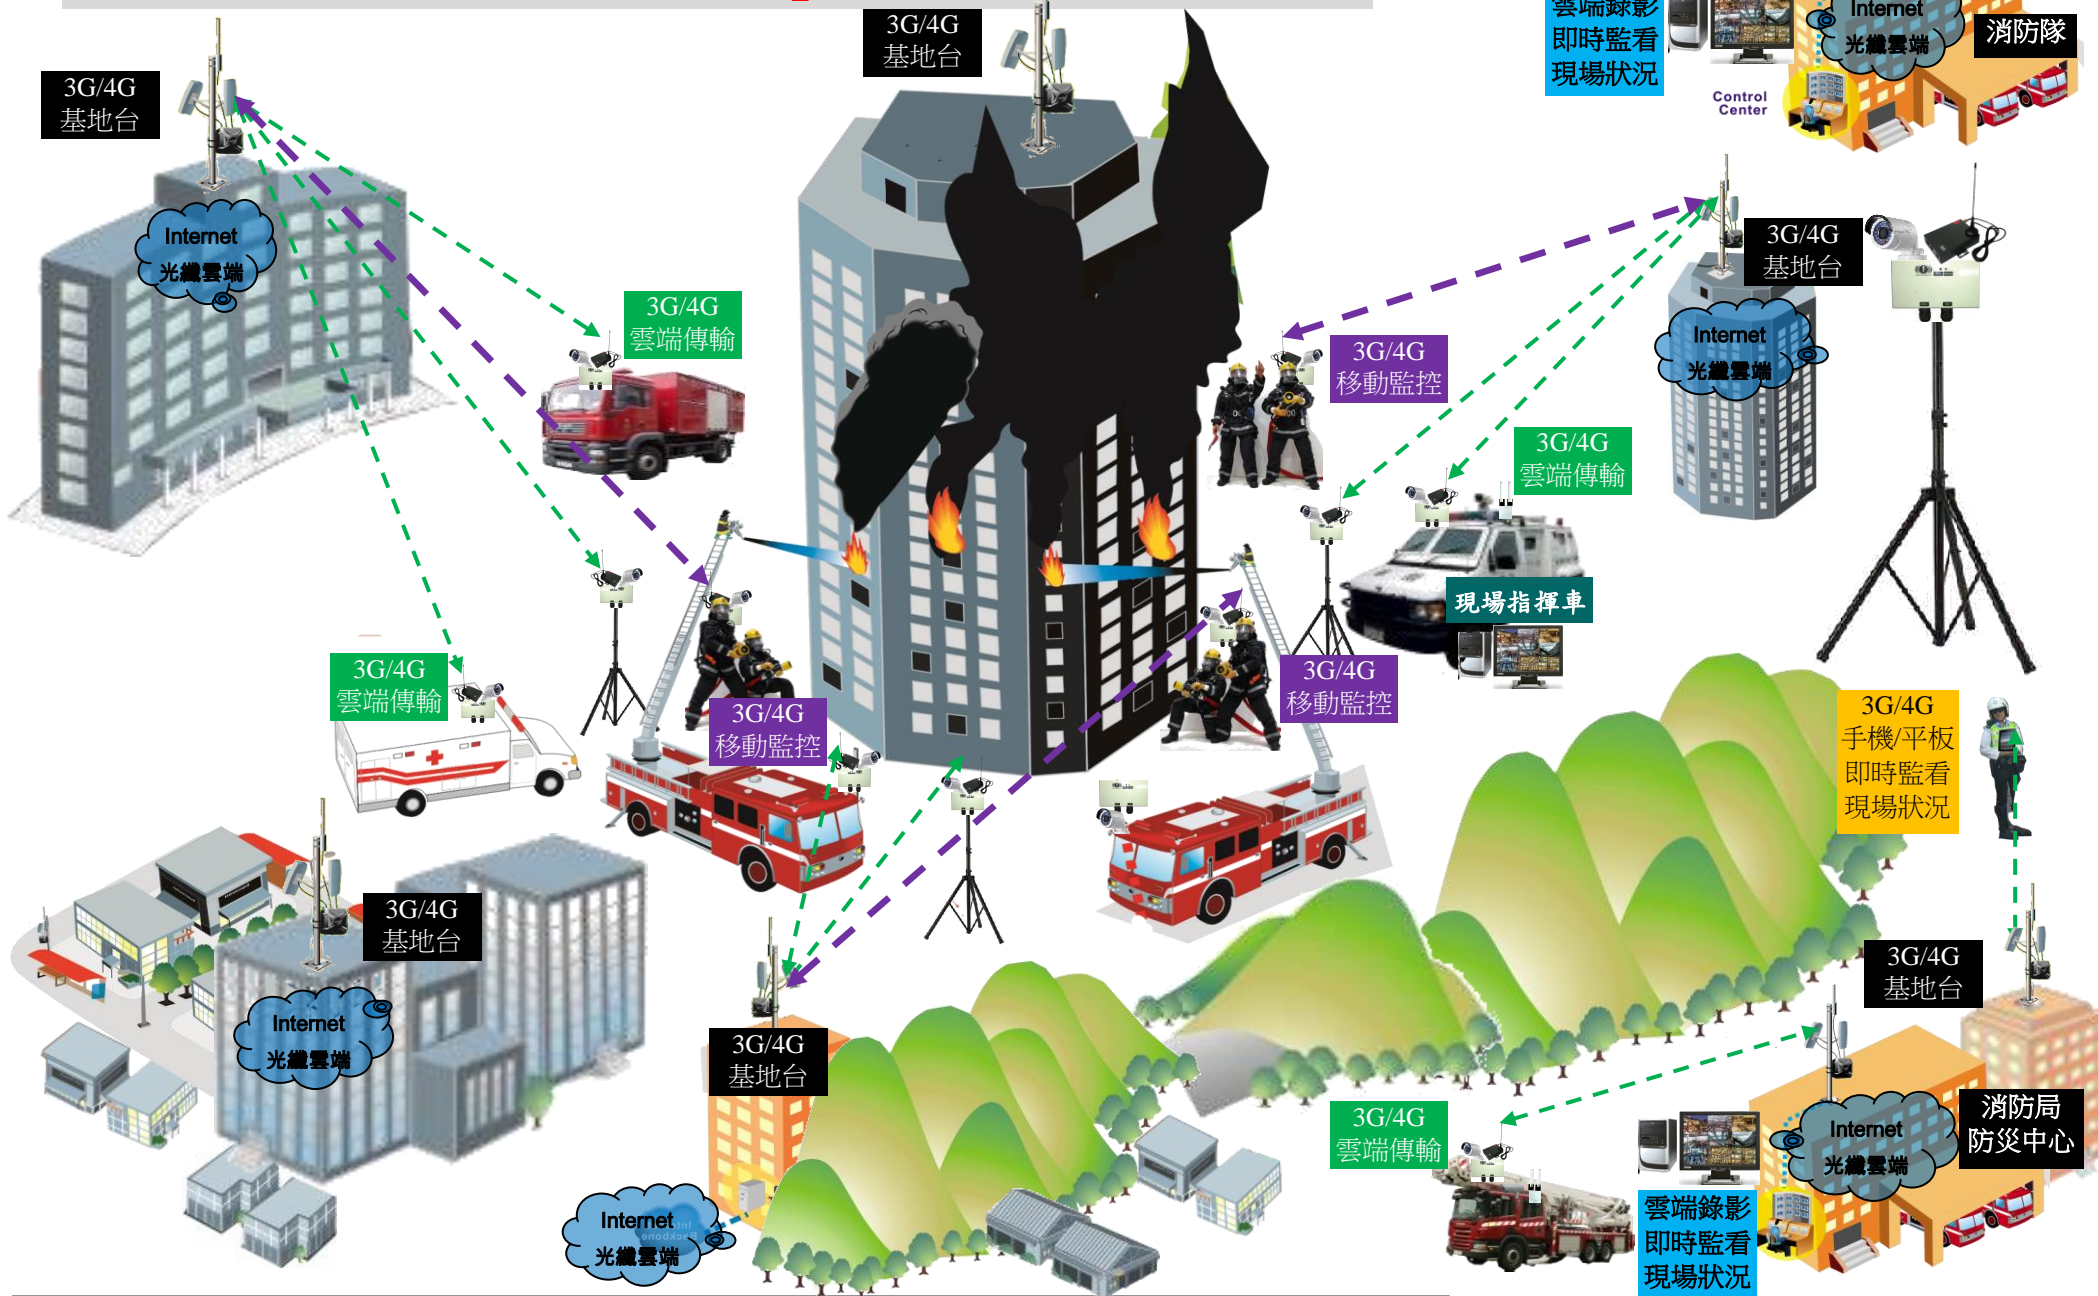 3G/4G
基地台
雲端錄影
即時監看
現場狀況
Internet
光纖雲端
消防隊
Control
Center
3G/4G
基地台
Internet
光纖雲端
3G/4G
雲端傳輸
3G/4G
移動監控
3G/4G
基地台
Internet
光纖雲端
3G/4G
雲端傳輸
現場指揮車
3G/4G
雲端傳輸
3G/4G
移動監控
3G/4G
移動監控
3G/4G
手機/平板
即時監看
現場狀況
3G/4G
基地台
Internet
光纖雲端
3G/4G
基地台
3G/4G
基地台
3G/4G
雲端傳輸
Internet
光纖雲端
消防局
防災中心
雲端錄影
即時監看
現場狀況
Internet
光纖雲端